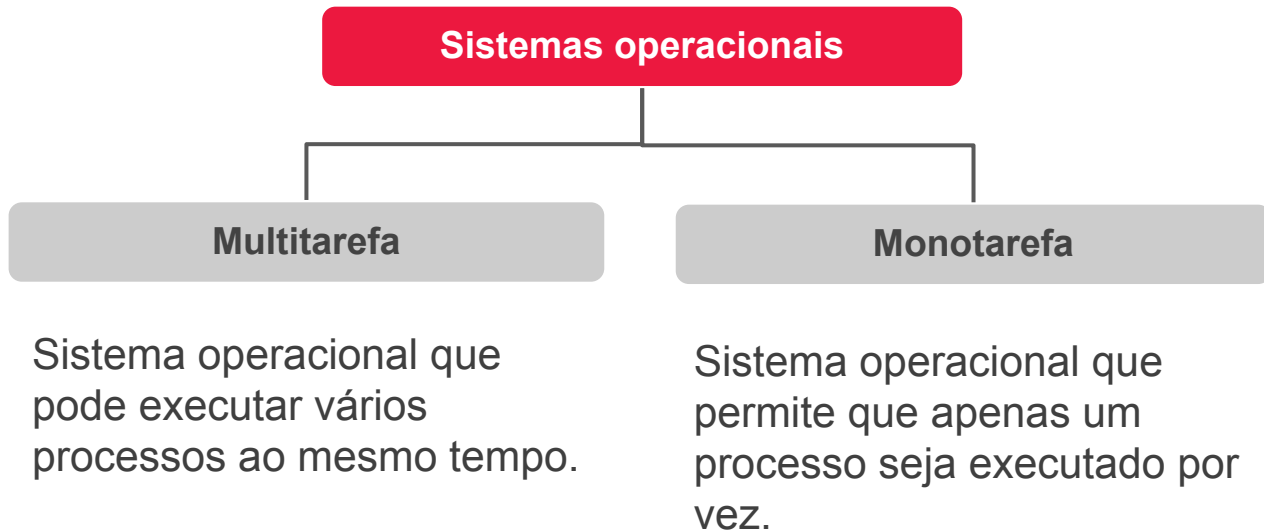 Sistemas operacionais
Multitarefa
Monotarefa
Sistema operacional que
pode executar vários
processos ao mesmo tempo.
Sistema operacional que
permite que apenas um
processo seja executado por
vez.